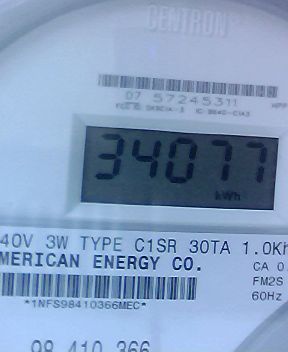 CENTRON
07 57245311
34077
kWh
40V 3W TYPE C1SR 30TA 1.0Kh
MERICAN ENERGY CO.
CA 0.
FM2S
*1NFS98410366MEC*
60Hz
98 410 366